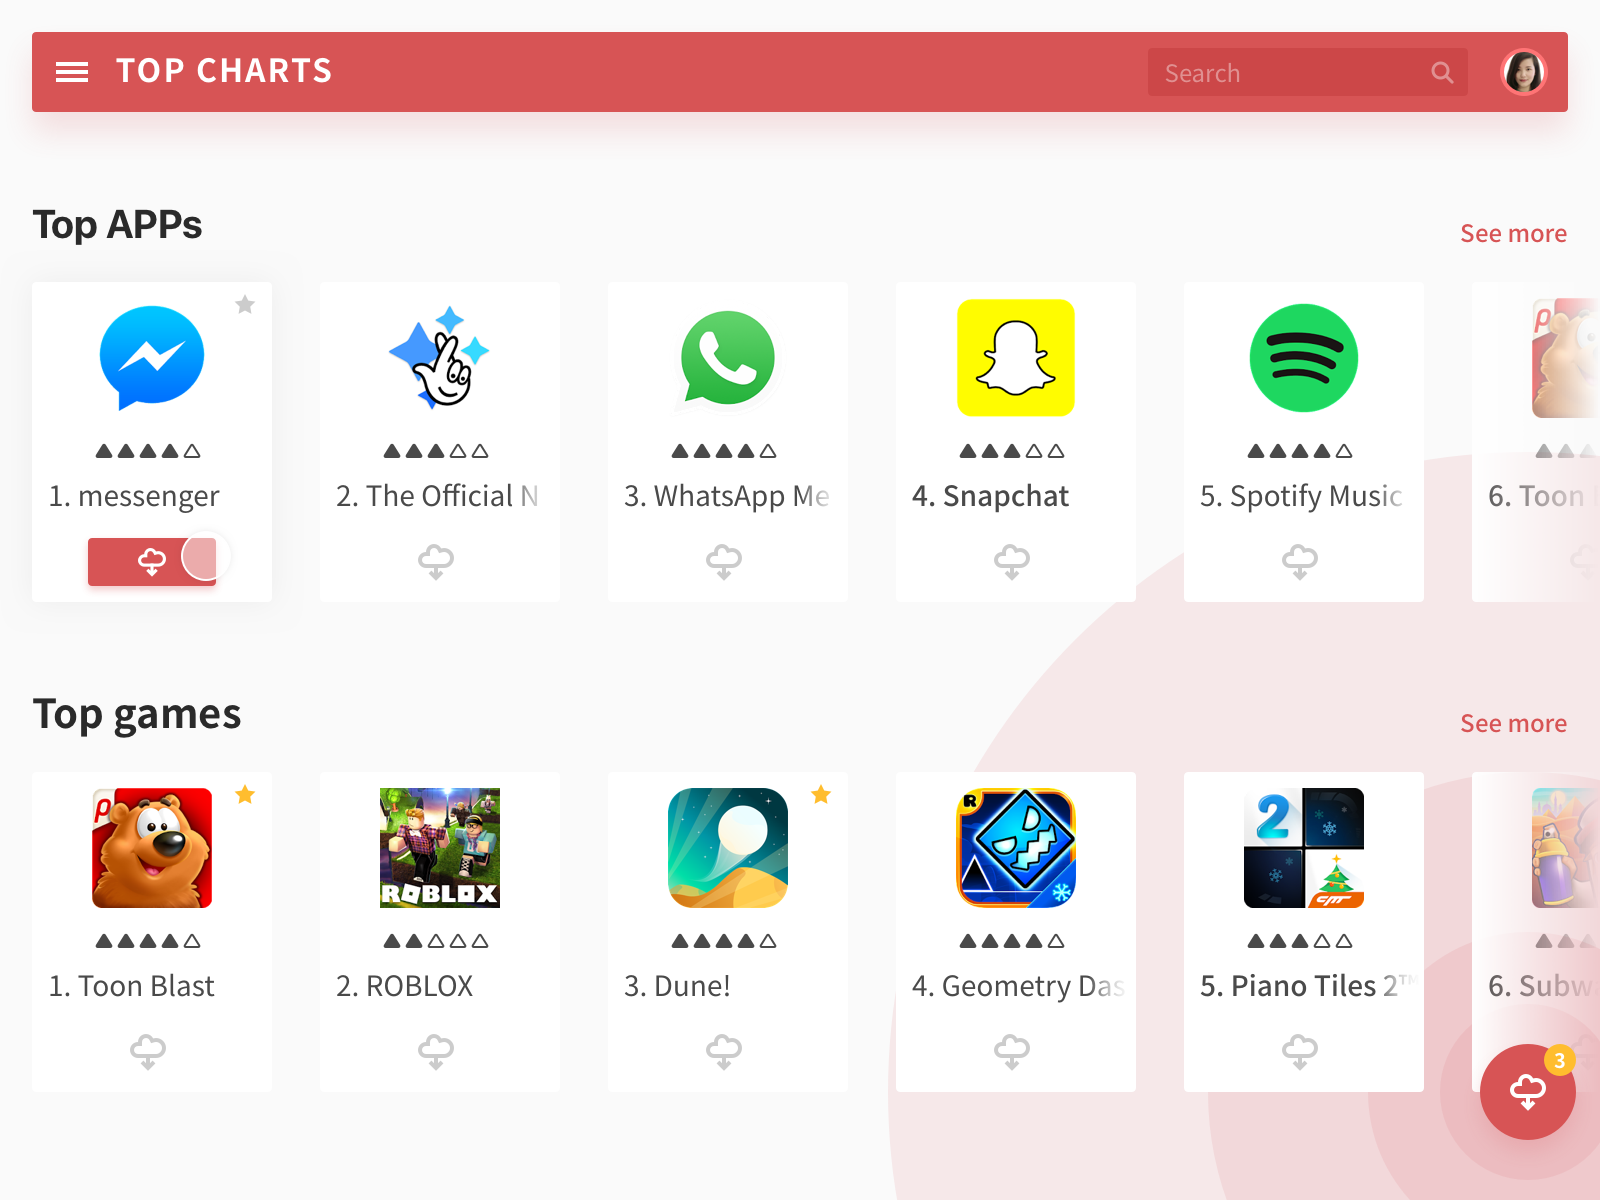 TOP CHARTS
Search
Top APPs
See more
1. messenger
2. The Official N
3. WhatsApp Me
4. Snapchat
5. Spotify Music
6. Toon
Top games
See more
ROBLOX
R
2
1. Toon Blast
2. ROBLOX
3. Dune!
4. Geometry Das
5. Piano Tiles 2™
6. Subw
3